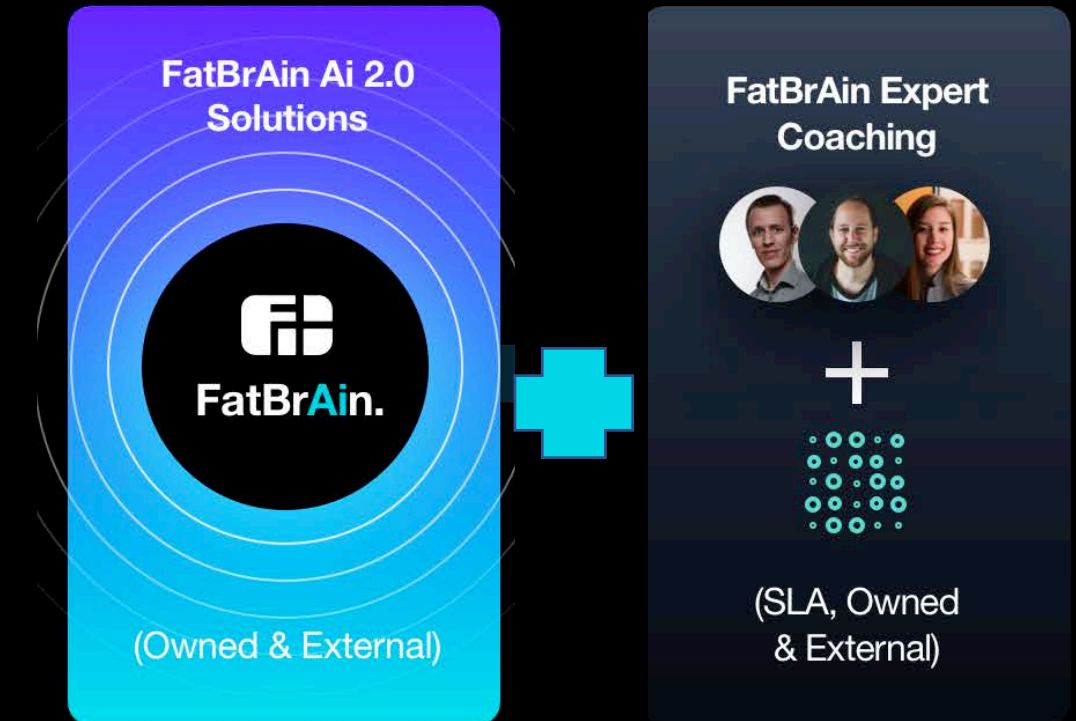 FatBrAin Ai 2.0
Solutions
FatBrAin.
(Owned & External)
FatBrAin Expert
Coaching
(SLA, Owned
& External)